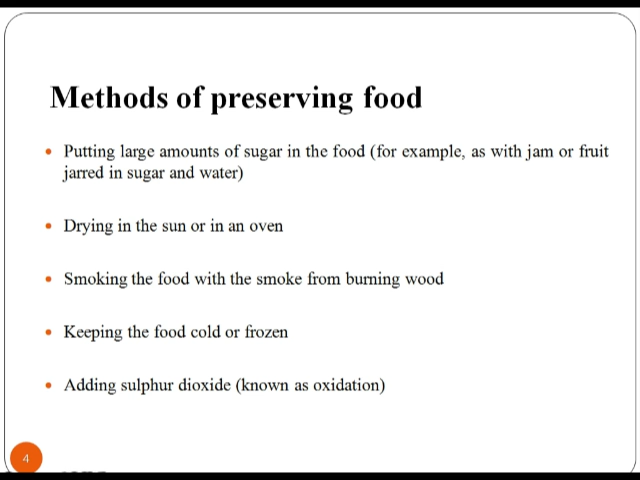 Methods of preserving food
• Putting large amounts of sugar in the food (for example, as with jam or fruit
jarred in sugar and water)
• Drying in the sun or in an oven
• Smoking the food with the smoke from burning wood
• Keeping the food cold or frozen
• Adding sulphur dioxide (known as oxidation)
4